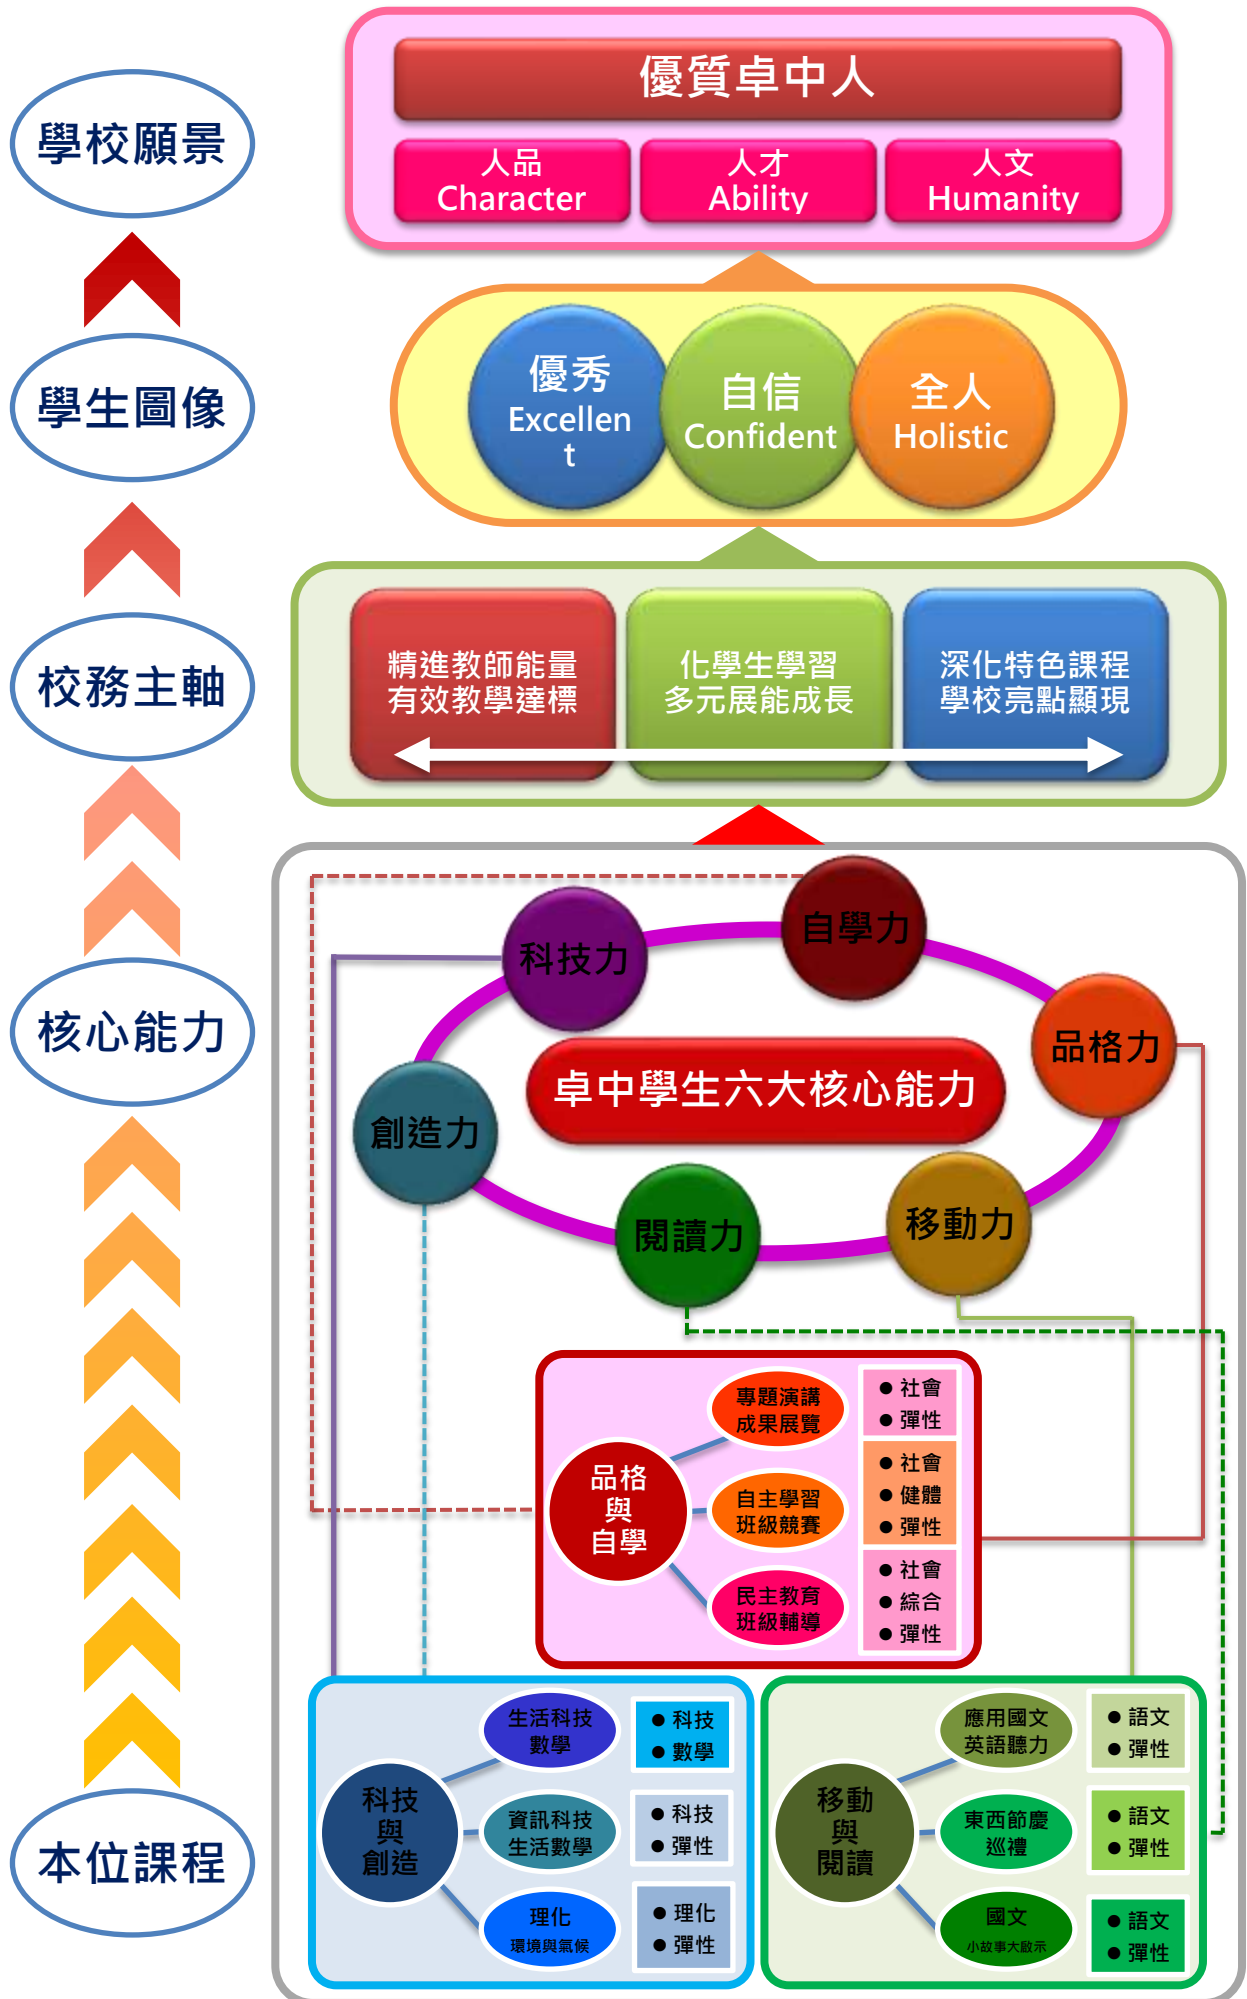 學校願景
優質卓中人
人品
Character
人才
Ability
人文
Humanity
學生圖像
優秀
Excellen
t
自信
Confident
全人
Holistic
校務主軸
精進教師能量
有效教學達標
化學生學習
多元展能成長
深化特色課程
學校亮點顯現
核心能力
自學力
科技力
品格力
卓中學生六大核心能力
創造力
閱讀力
移動力
本位課程
品格
與
自學
專題演講
成果展覽
● 社會
● 彈性
自主學習
班級競賽
● 社會
● 健體
● 彈性
民主教育
班級輔導
● 社會
● 綜合
● 彈性
科技
與
創造
生活科技
數學
● 科技
● 數學
資訊科技
生活數學
● 科技
● 彈性
理化
環境與氣候
● 理化
● 彈性
移動
與
閱讀
應用國文
英語聽力
● 語文
● 彈性
東西節慶
巡禮
● 語文
● 彈性
國文
小故事大啟示
● 語文
● 彈性